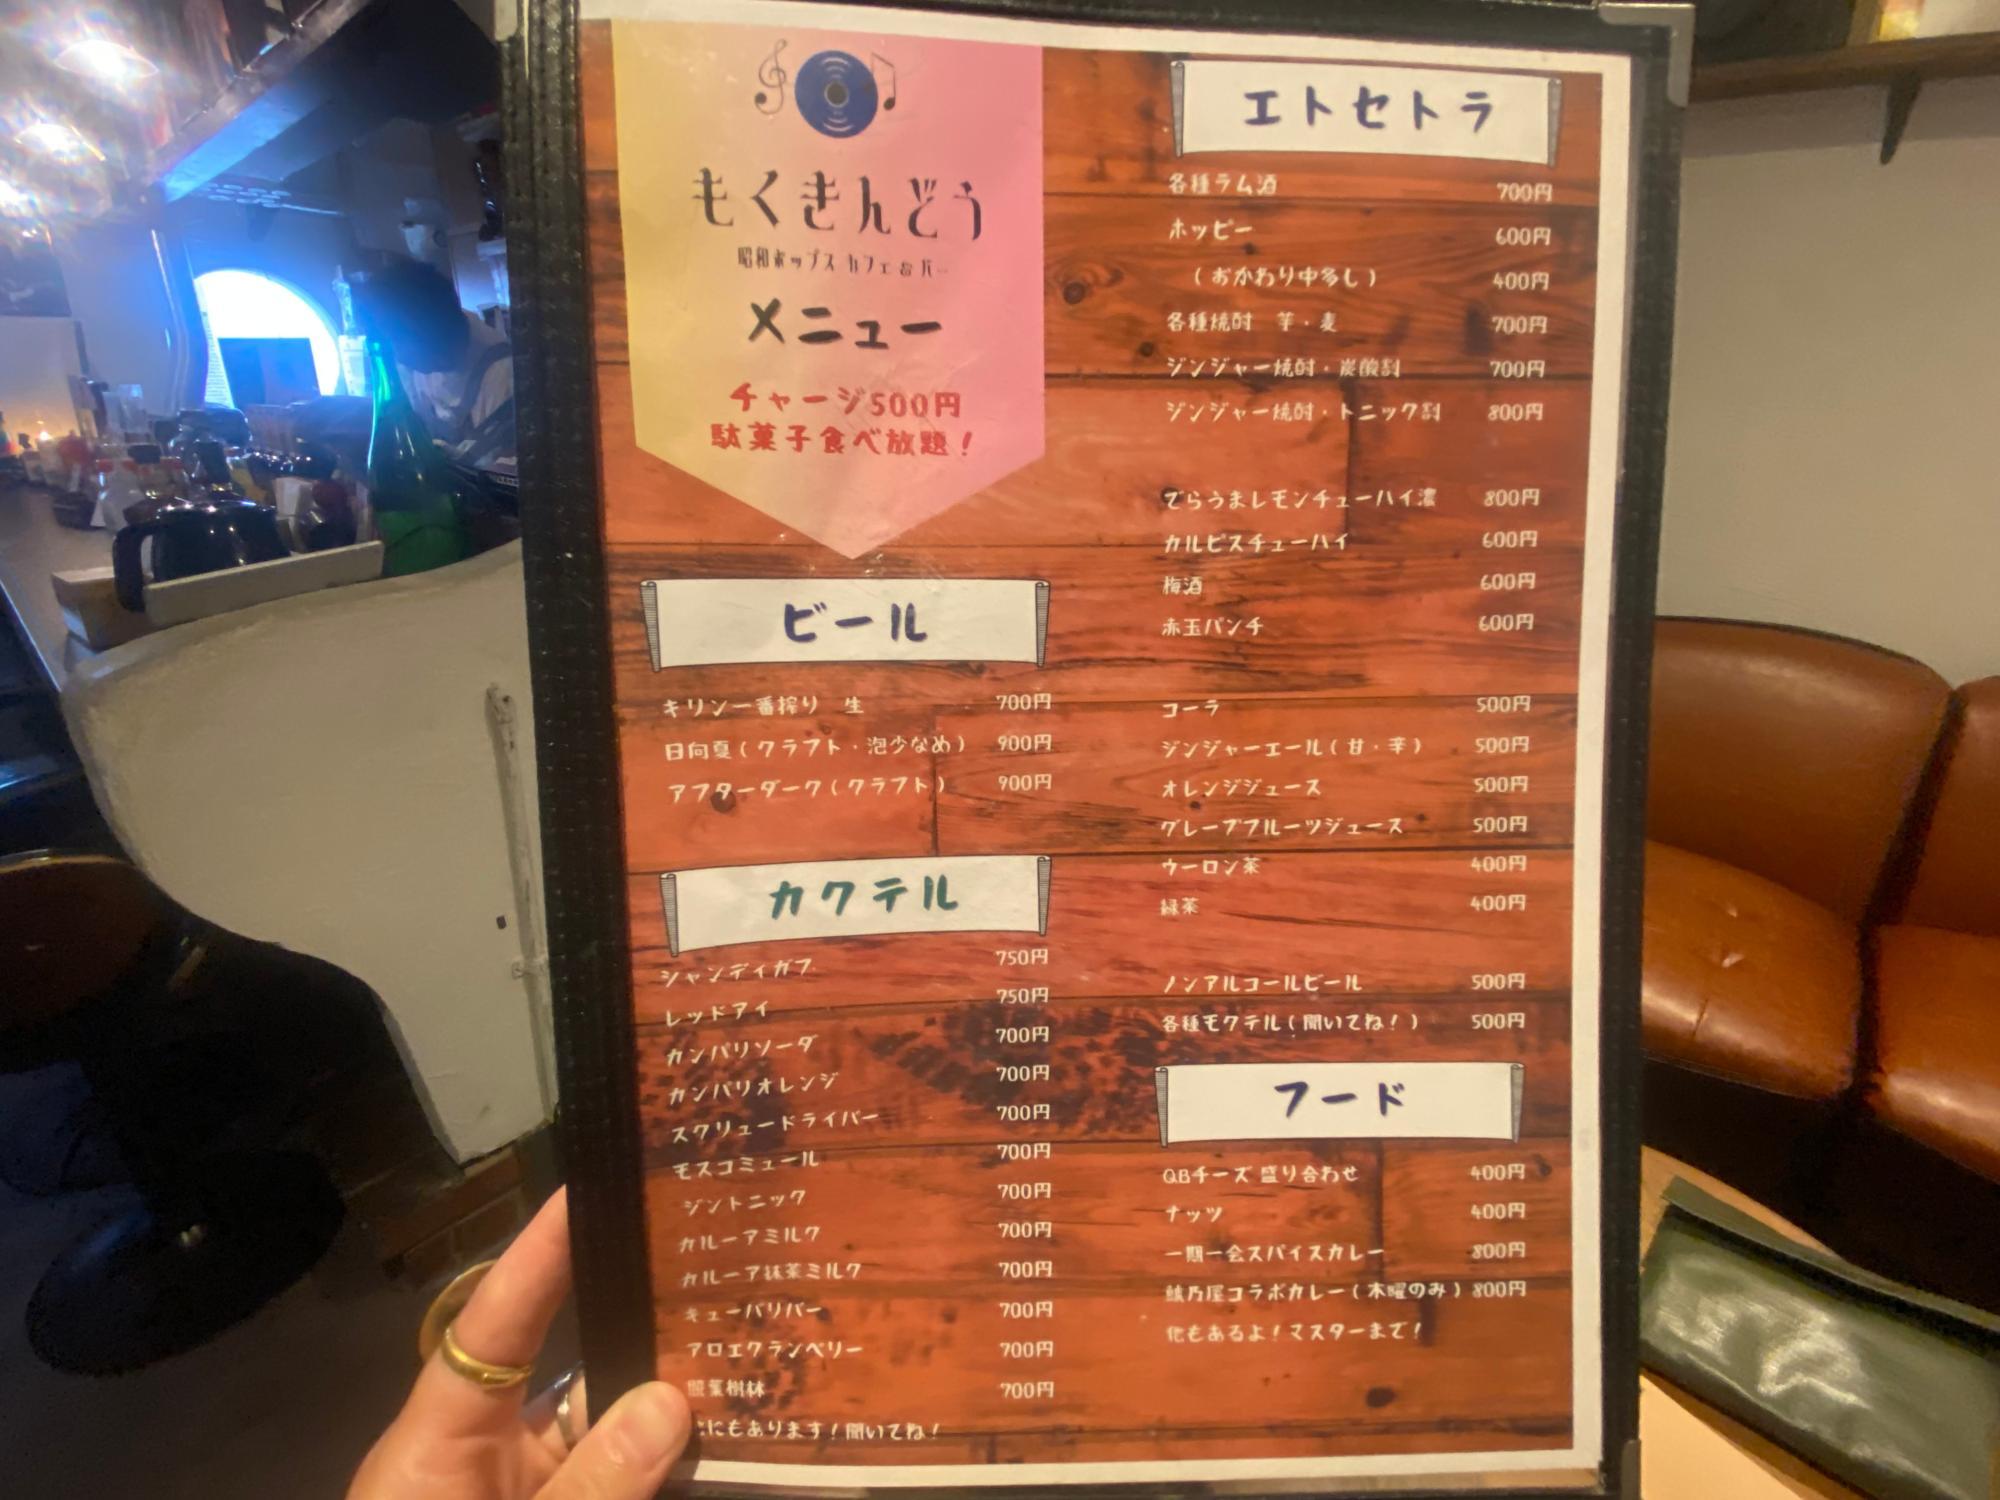 もくきんどう
昭和ポップス カフェ&バー
メニュー
チャージ500円
駄菓子食べ放題！
ビール
キリン一番搾り 生 700円
日向夏(クラフト・泡少なめ) 900円
アフターダーク(クラフト) 900円
カクテル
シャンディガフ 750円
レッドアイ 750円
カンパリソーダ 700円
カンパリオレンジ 700円
スクリュードライバー 700円
モスコミュール 700円
ジントニック 700円
カルーアミルク 700円
カルーア抹茶ミルク 700円
キューバリバー 700円
アロエクランベリー 700円
照葉樹林 700円
にもあります！聞いてね！
エトセトラ
各種ラム酒 700円
ホッピー 600円
(おかわり中多し) 400円
各種焼酎 芋・麦 700円
ジンジャー焼酎・炭酸割 700円
ジンジャー焼酎・トニック割 800円
でらうまレモンチューハイ濃 800円
カルピスチューハイ 600円
梅酒 600円
赤玉パンチ 600円
コーラ 500円
ジンジャーエール(甘・辛) 500円
オレンジジュース 500円
グレープフルーツジュース 500円
ウーロン茶 400円
緑茶 400円
ノンアルコールビール 500円
各種モクテル(聞いてね！) 500円
フード
QBチーズ 盛り合わせ 400円
ナッツ 400円
一期一会スパイスカレー 800円
乃屋コラボカレー(木曜のみ) 800円
他もあるよ！マスターまで！